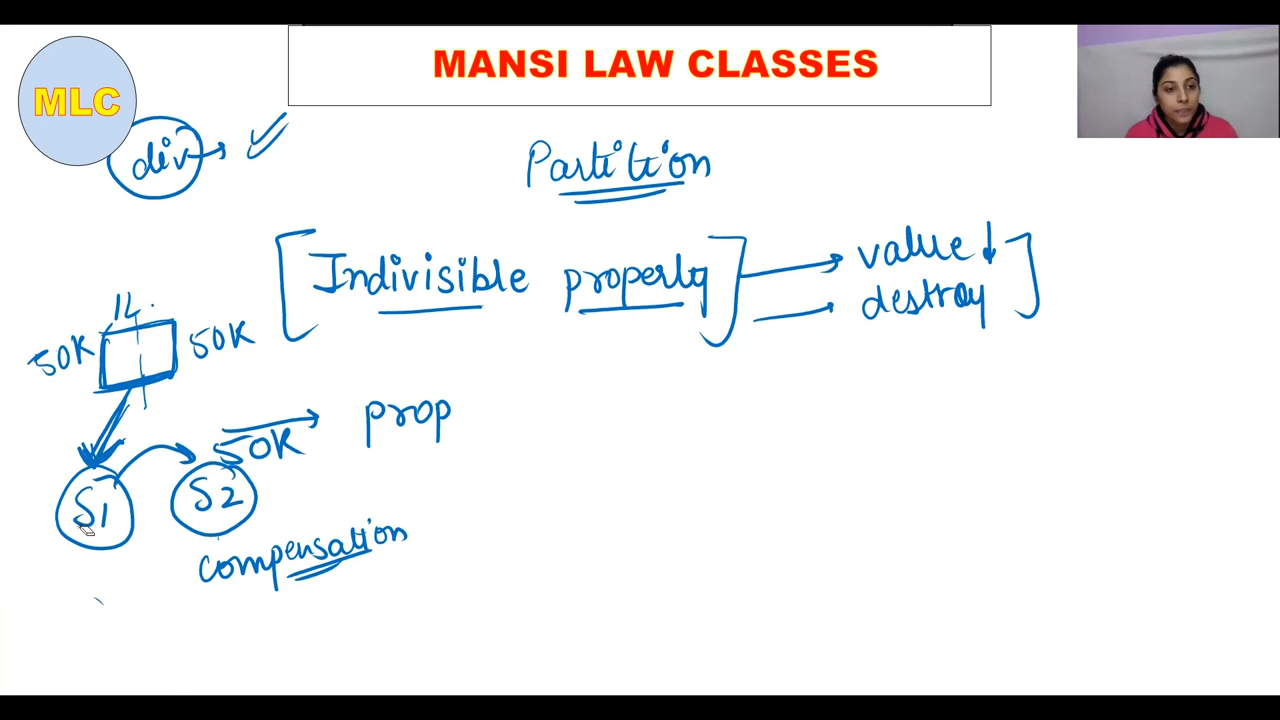 MANSI LAW CLASSES
MLC
div
Partition
Indivisible property
value
destroy
1L
50K
50K
50K
prop
S1
S2
compensation